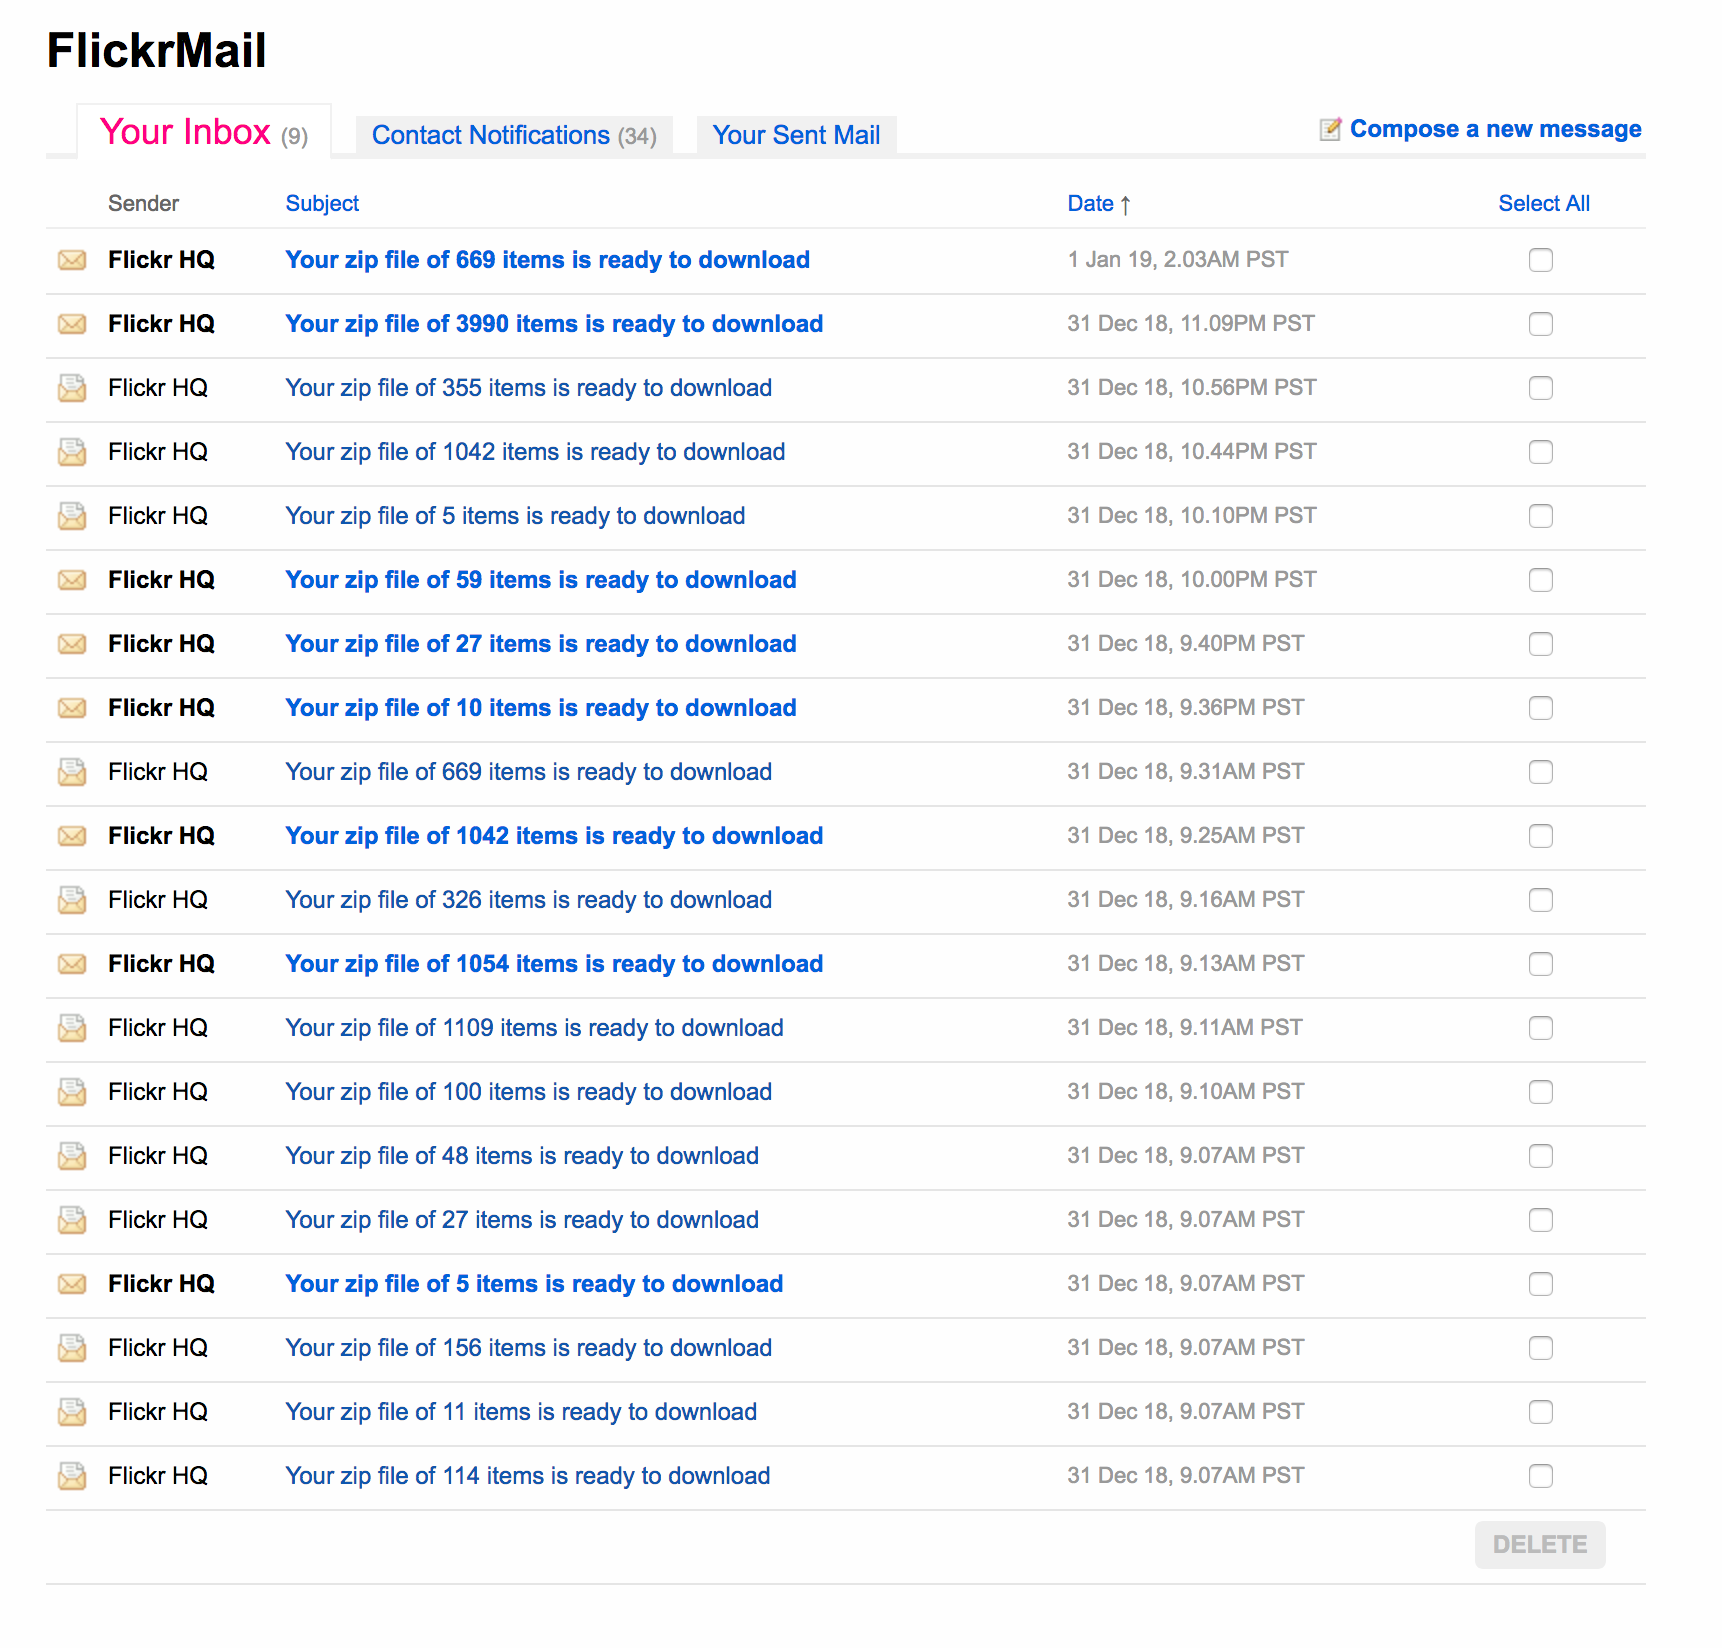 FlickrMail
Your Inbox (9) Contact Notifications (34) Your Sent Mail Compose a new message
Sender Subject Date ↑ Select All
Flickr HQ Your zip file of 669 items is ready to download 1 Jan 19, 2.03AM PST
Flickr HQ Your zip file of 3990 items is ready to download 31 Dec 18, 11.09PM PST
Flickr HQ Your zip file of 355 items is ready to download 31 Dec 18, 10.56PM PST
Flickr HQ Your zip file of 1042 items is ready to download 31 Dec 18, 10.44PM PST
Flickr HQ Your zip file of 5 items is ready to download 31 Dec 18, 10.10PM PST
Flickr HQ Your zip file of 59 items is ready to download 31 Dec 18, 10.00PM PST
Flickr HQ Your zip file of 27 items is ready to download 31 Dec 18, 9.40PM PST
Flickr HQ Your zip file of 10 items is ready to download 31 Dec 18, 9.36PM PST
Flickr HQ Your zip file of 669 items is ready to download 31 Dec 18, 9.31AM PST
Flickr HQ Your zip file of 1042 items is ready to download 31 Dec 18, 9.25AM PST
Flickr HQ Your zip file of 326 items is ready to download 31 Dec 18, 9.16AM PST
Flickr HQ Your zip file of 1054 items is ready to download 31 Dec 18, 9.13AM PST
Flickr HQ Your zip file of 1109 items is ready to download 31 Dec 18, 9.11AM PST
Flickr HQ Your zip file of 100 items is ready to download 31 Dec 18, 9.10AM PST
Flickr HQ Your zip file of 48 items is ready to download 31 Dec 18, 9.07AM PST
Flickr HQ Your zip file of 27 items is ready to download 31 Dec 18, 9.07AM PST
Flickr HQ Your zip file of 5 items is ready to download 31 Dec 18, 9.07AM PST
Flickr HQ Your zip file of 156 items is ready to download 31 Dec 18, 9.07AM PST
Flickr HQ Your zip file of 11 items is ready to download 31 Dec 18, 9.07AM PST
Flickr HQ Your zip file of 114 items is ready to download 31 Dec 18, 9.07AM PST
DELETE